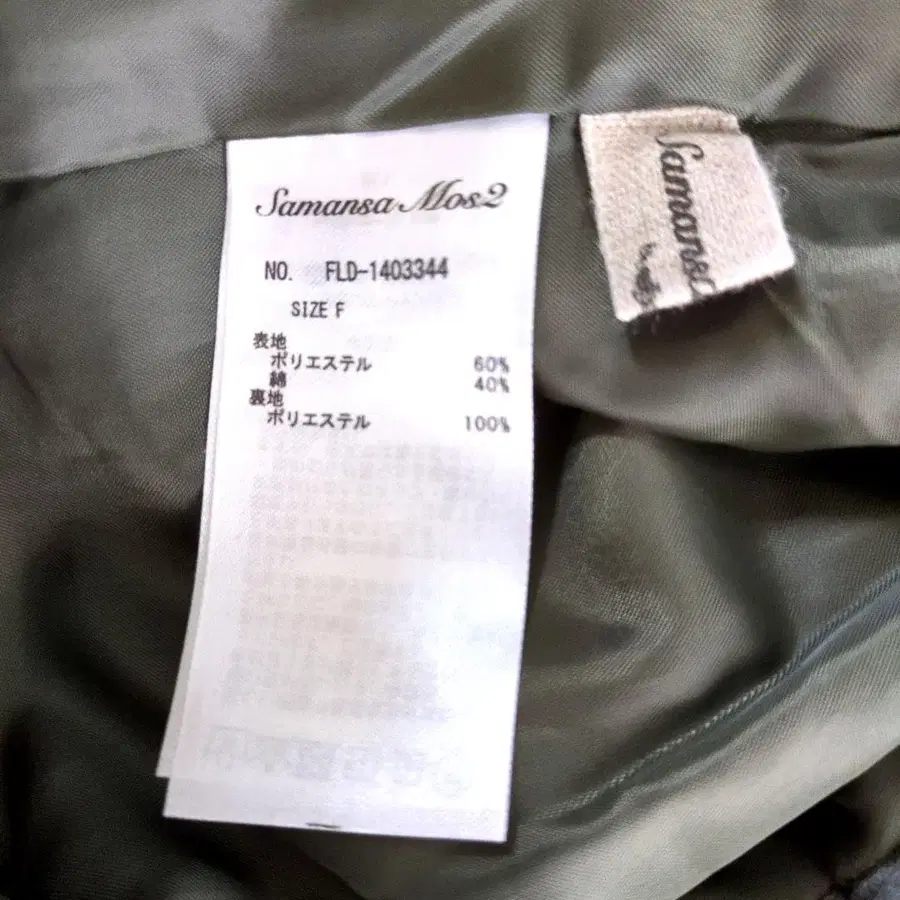 Samansa Mos2
NO. FLD-1403344
SIZE F
表地
ポリエステル 60%
綿 40%
裏地
ポリエステル 100%
Samansa